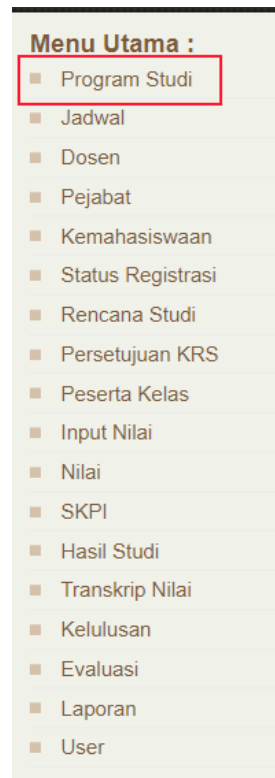 Menu Utama :
Program Studi
Jadwal
Dosen
Pejabat
Kemahasiswaan
Status Registrasi
Rencana Studi
Persetujuan KRS
Peserta Kelas
Input Nilai
Nilai
SKPI
Hasil Studi
Transkrip Nilai
Kelulusan
Evaluasi
Laporan
User